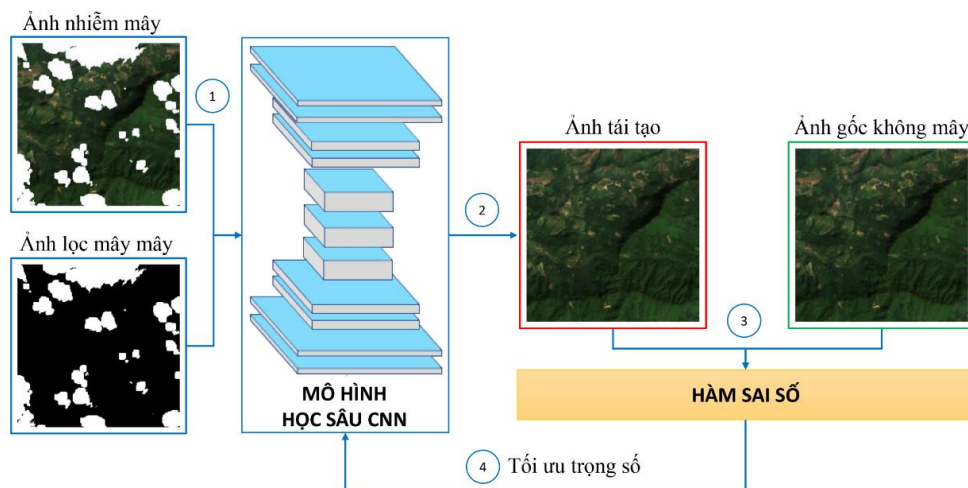 Ảnh nhiễm mây
1
Ảnh lọc mây mây
MÔ HÌNH
HỌC SÂU CNN
2
Ảnh tái tạo
Ảnh gốc không mây
3
HÀM SAI SỐ
4 Tối ưu trọng số